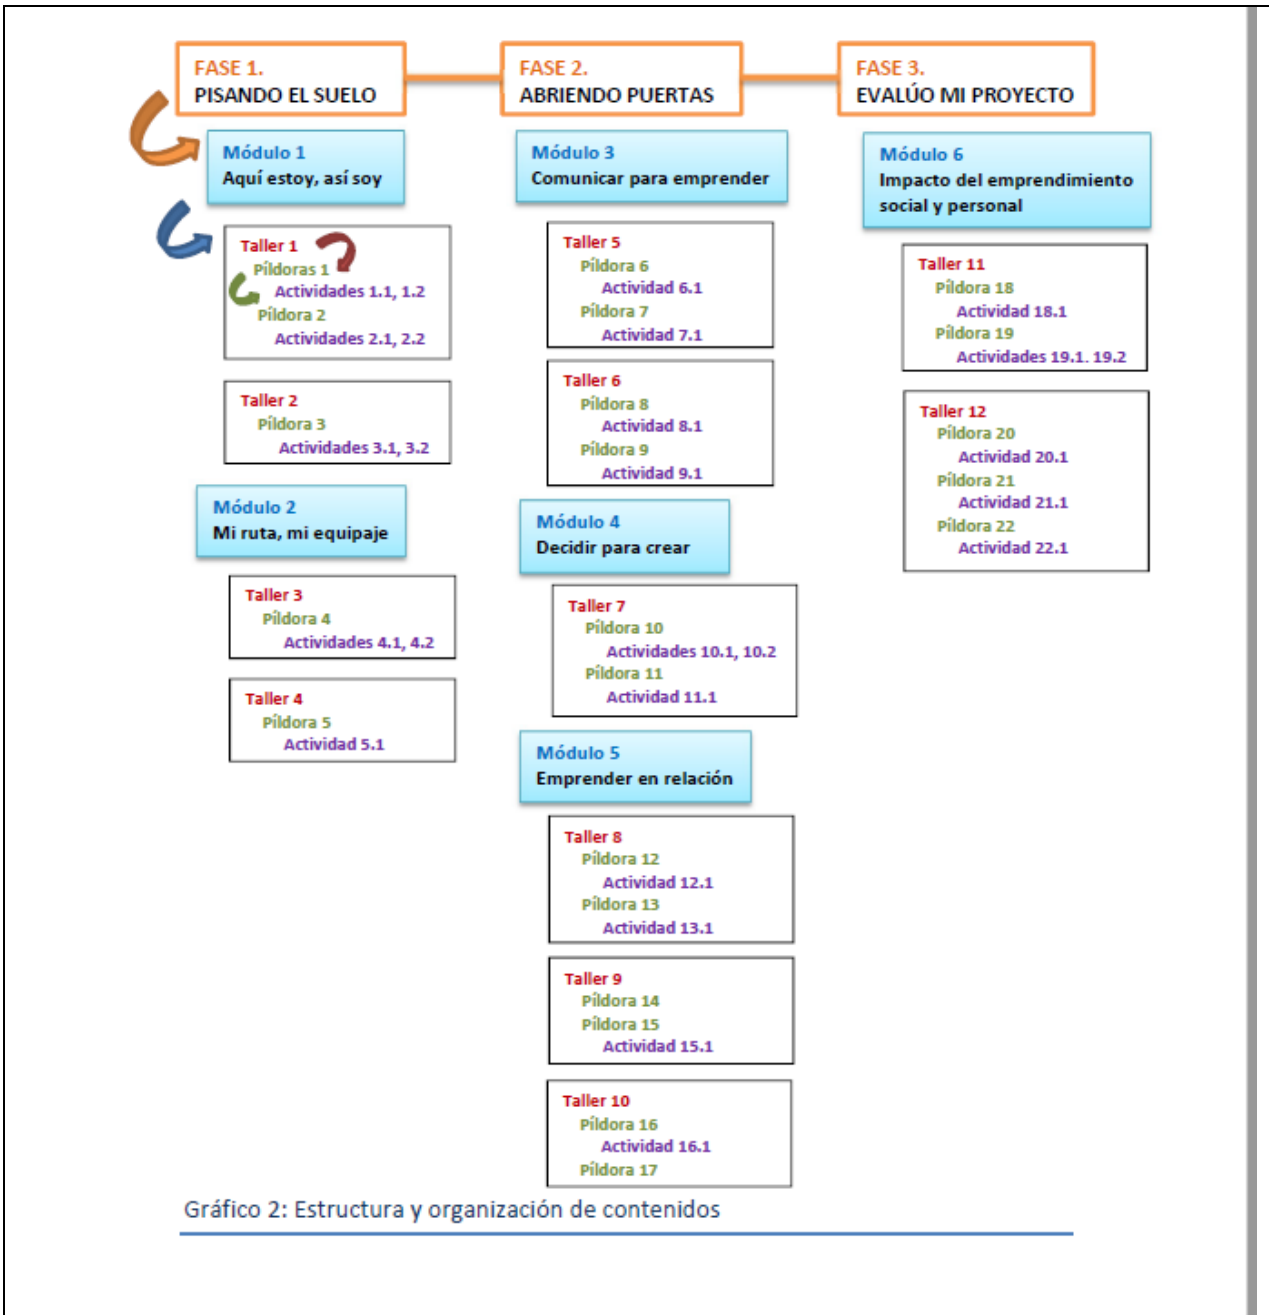 FASE 1.
PISANDO EL SUELO
Módulo 1
Aquí estoy, así soy
Taller 1
Píldoras 1
Actividades 1.1, 1.2
Píldora 2
Actividades 2.1, 2.2
Taller 2
Píldora 3
Actividades 3.1, 3.2
Módulo 2
Mi ruta, mi equipaje
Taller 3
Píldora 4
Actividades 4.1, 4.2
Taller 4
Píldora 5
Actividad 5.1
FASE 2.
ABRIENDO PUERTAS
Módulo 3
Comunicar para emprender
Taller 5
Píldora 6
Actividad 6.1
Píldora 7
Actividad 7.1
Taller 6
Píldora 8
Actividad 8.1
Píldora 9
Actividad 9.1
Módulo 4
Decidir para crear
Taller 7
Píldora 10
Actividades 10.1, 10.2
Píldora 11
Actividad 11.1
Módulo 5
Emprender en relación
Taller 8
Píldora 12
Actividad 12.1
Píldora 13
Actividad 13.1
Taller 9
Píldora 14
Píldora 15
Actividad 15.1
Taller 10
Píldora 16
Actividad 16.1
Píldora 17
FASE 3.
EVALÚO MI PROYECTO
Módulo 6
Impacto del emprendimiento
social y personal
Taller 11
Píldora 18
Actividad 18.1
Píldora 19
Actividades 19.1. 19.2
Taller 12
Píldora 20
Actividad 20.1
Píldora 21
Actividad 21.1
Píldora 22
Actividad 22.1
Gráfico 2: Estructura y organización de contenidos